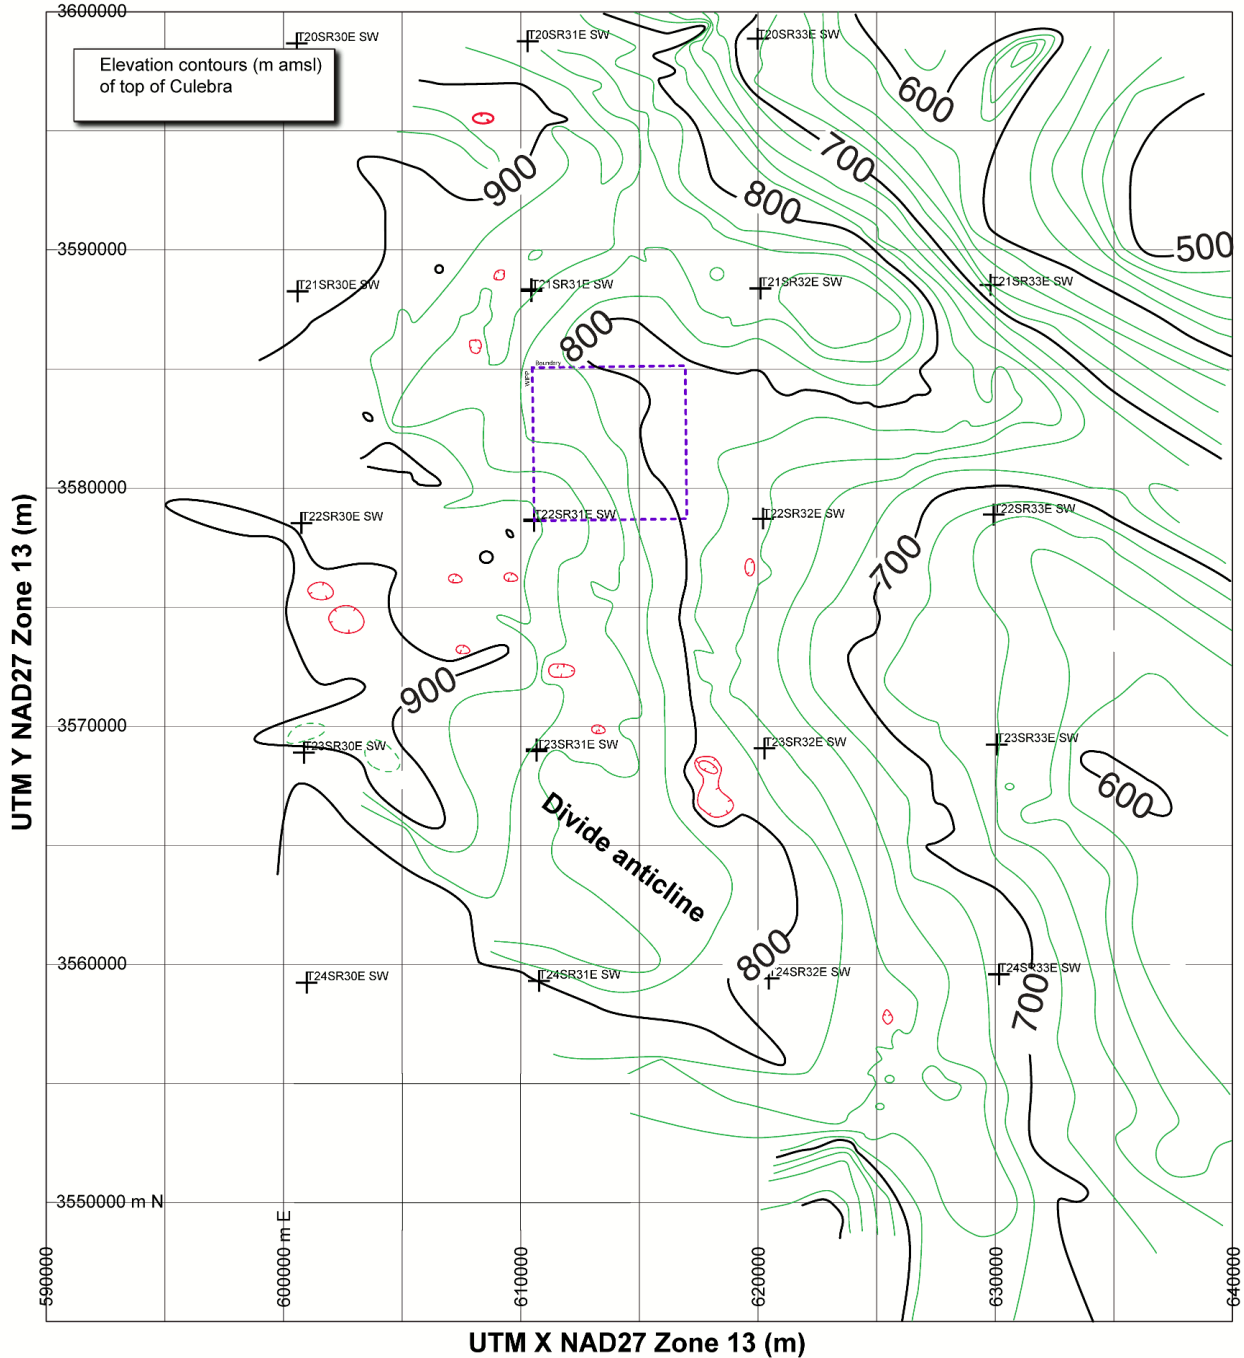 3600000
T20SR30E SW
T20SR31E SW
T20SR33E SW
Elevation contours (m amsl)
of top of Culebra
600
700
900
800
3590000
500
T21SR30E SW
T21SR31E SW
T21SR32E SW
T21SR33E SW
800
Boundary
WIPP
3580000
T22SR30E SW
T22SR31E SW
T22SR32E SW
T22SR33E SW
700
900
3570000
T23SR30E SW
T23SR31E SW
T23SR32E SW
T23SR33E SW
600
Divide anticline
800
3560000
T24SR30E SW
T24SR31E SW
24SR32E SW
T24SR33E SW
700
3550000 m N
590000
600000 m E
610000
620000
630000
640000
UTM X NAD27 Zone 13 (m)
UTM Y NAD27 Zone 13 (m)